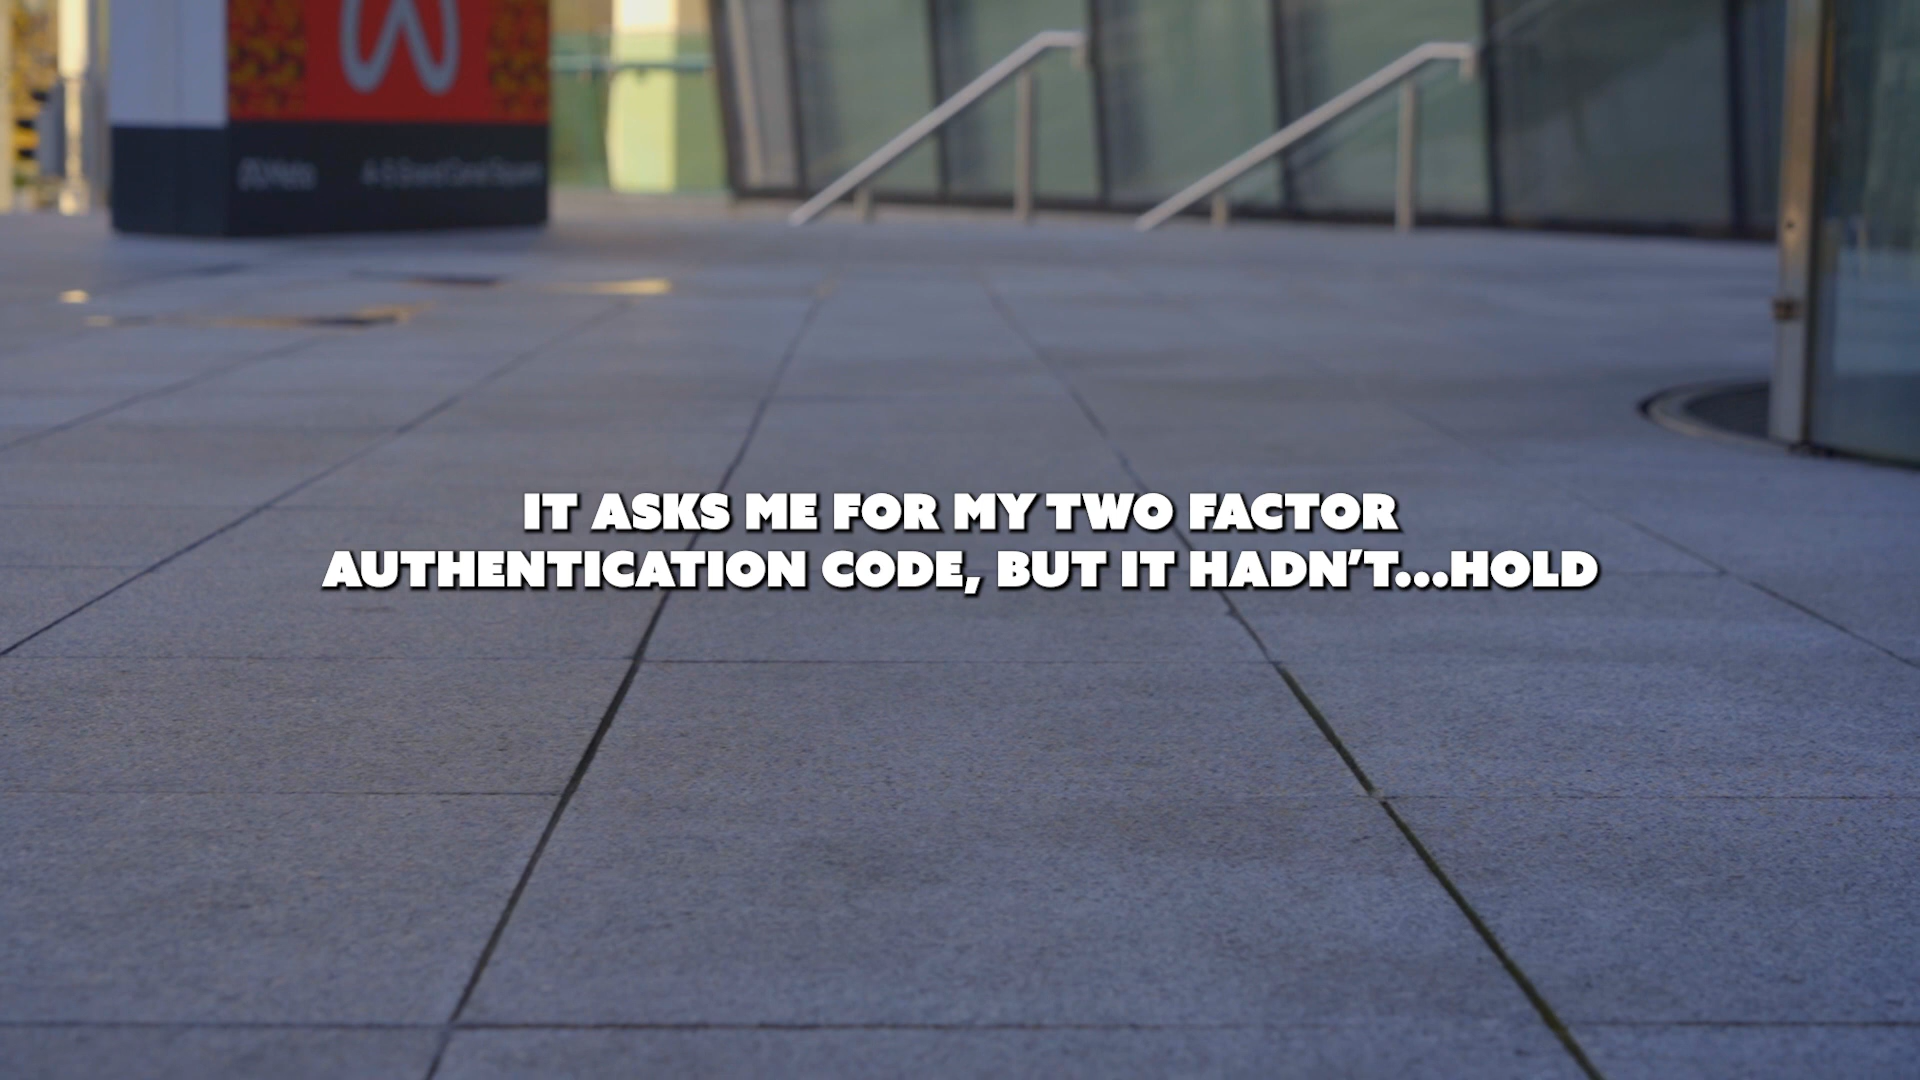 IT ASKS ME FOR MY TWO FACTOR
AUTHENTICATION CODE, BUT IT HADN’T...HOLD